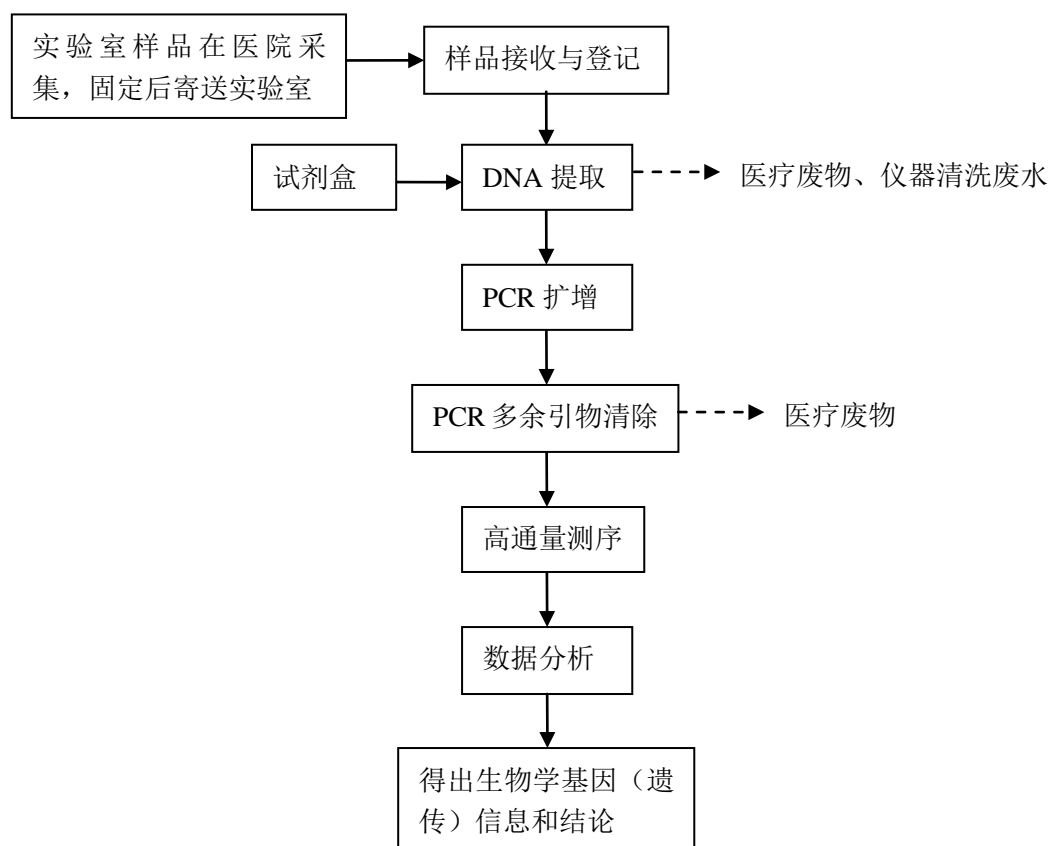 实验室样品在医院采
集，固定后寄送实验室
样品接收与登记
试剂盒
DNA 提取
医疗废物、仪器清洗废水
PCR 扩增
PCR 多余引物清除
医疗废物
高通量测序
数据分析
得出生物学基因（遗
传）信息和结论